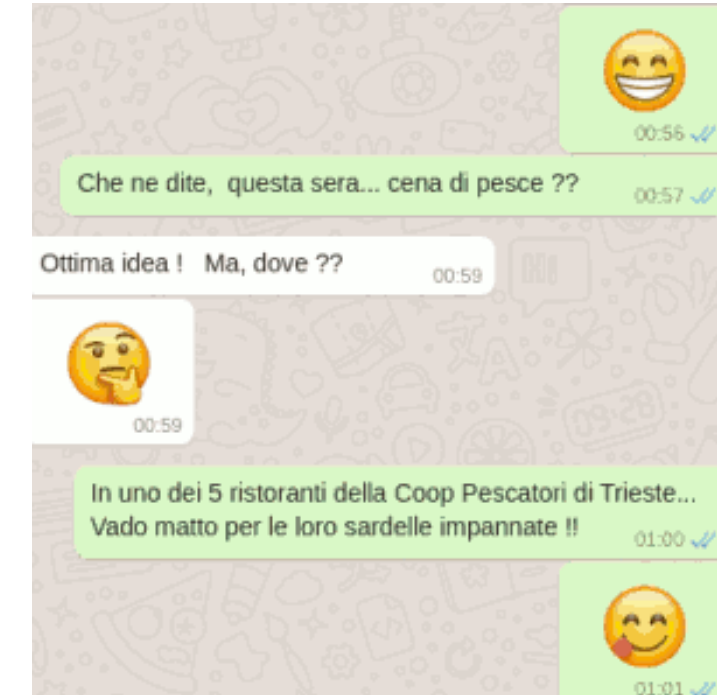 00:56
Che ne dite,  questa sera... cena di pesce ??
00:57
Ottima idea !   Ma, dove ??
00:59
00:59
In uno dei 5 ristoranti della Coop Pescatori di Trieste...
Vado matto per le loro sardelle impannate !!
01:00
01:01